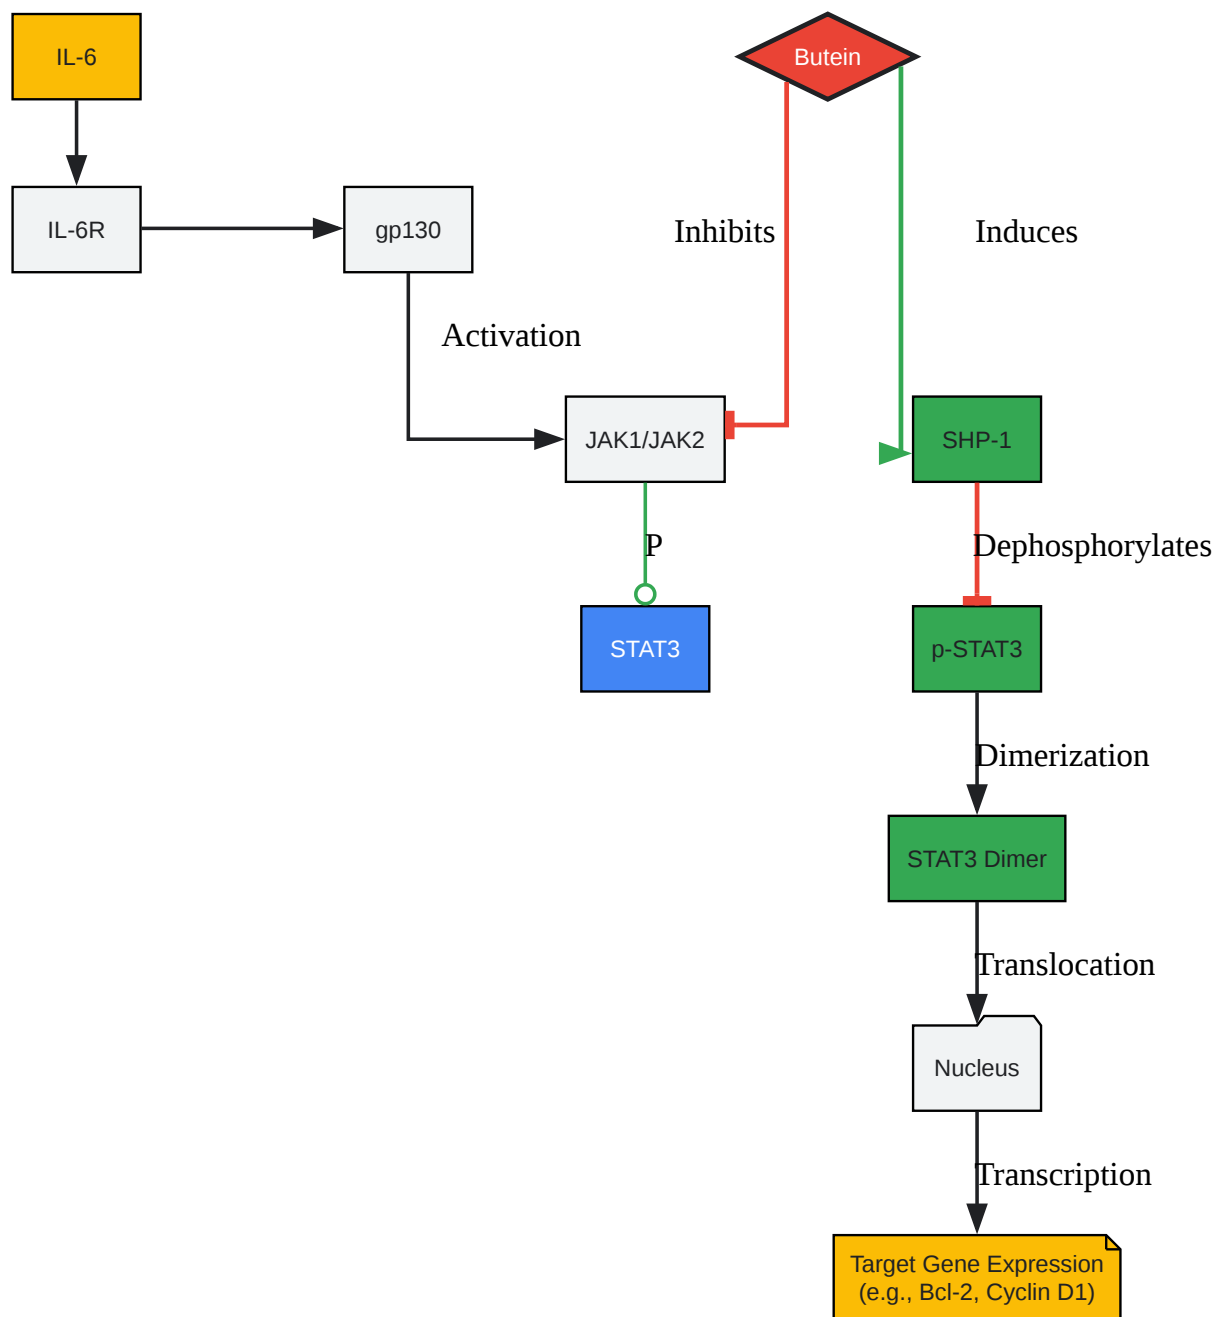 IL-6
Butein
IL-6R
gp130
Inhibits
Induces
Activation
JAK1/JAK2
SHP-1
P
Dephosphorylates
STAT3
p-STAT3
Dimerization
STAT3 Dimer
Translocation
Nucleus
Transcription
Target Gene Expression
(e.g., Bcl-2, Cyclin D1)